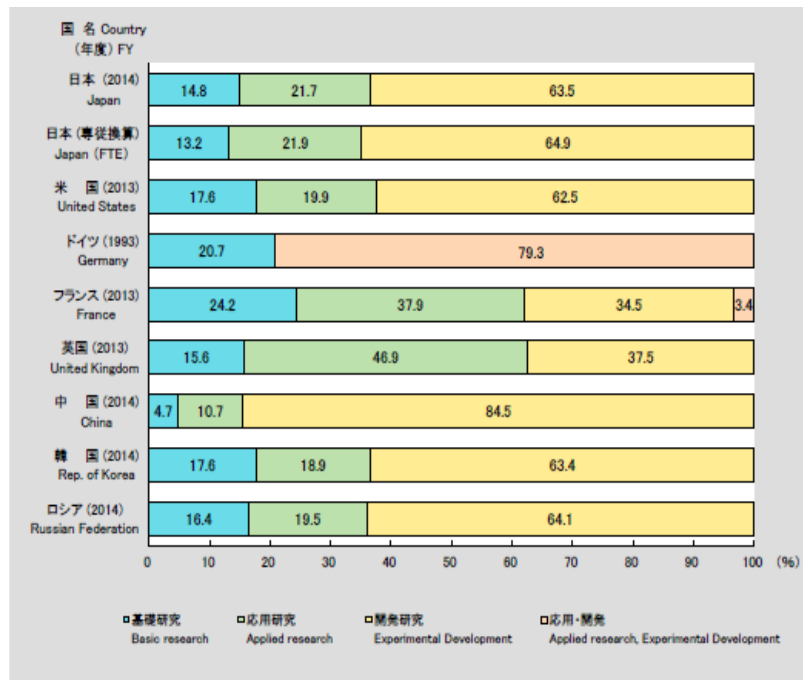 国 名 Country
(年度) FY
日本 (2014)
Japan
14.8 21.7 63.5
日本 (専従換算)
Japan (FTE)
13.2 21.9 64.9
米 国 (2013)
United States
17.6 19.9 62.5
ドイツ (1993)
Germany
20.7 79.3
フランス (2013)
France
24.2 37.9 34.5 3.4
英国 (2013)
United Kingdom
15.6 46.9 37.5
中 国 (2014)
China
4.7 10.7 84.5
韓 国 (2014)
Rep. of Korea
17.6 18.9 63.4
ロシア (2014)
Russian Federation
16.4 19.5 64.1
0 10 20 30 40 50 60 70 80 90 100 (%)
基礎研究 応用研究 開発研究 応用・開発
Basic research Applied research Experimental Development Applied research, Experimental Development